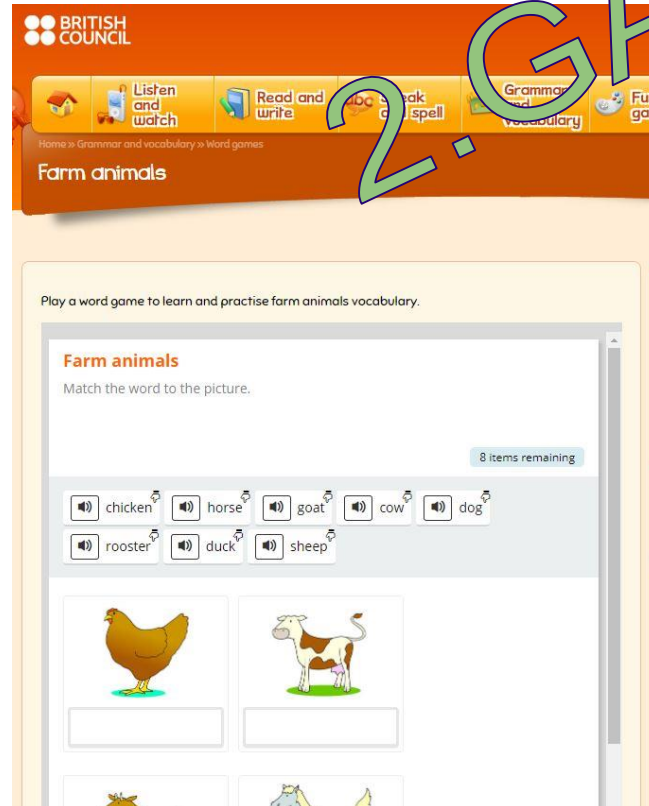 BRITISH
COUNCIL
2. G
Listen
and
watch
Read and
write
abc
and spell
Grammar
and
vocabulary
Home » Grammar and vocabulary » Word games
Farm animals
Play a word game to learn and practise farm animals vocabulary.
Farm animals
Match the word to the picture.
8 items remaining
chicken
horse
goat
cow
dog
rooster
duck
sheep